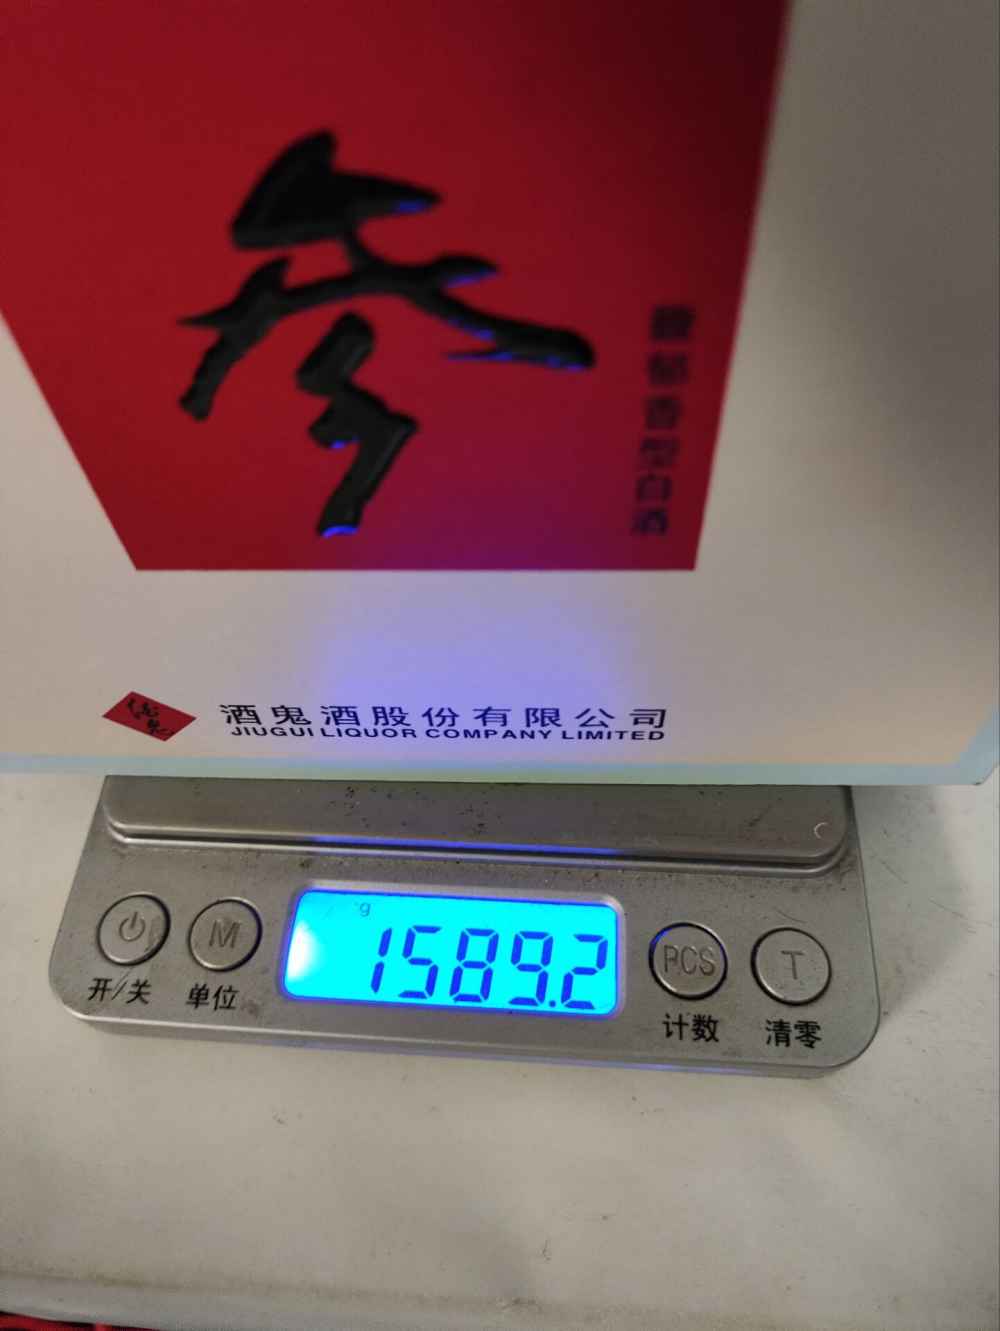 参
馥郁香型白酒
酒鬼酒股份有限公司
JIUGUI LIQUOR COMPANY LIMITED
g
1589.2
M
PCS
T
开/关
单位
计数
清零